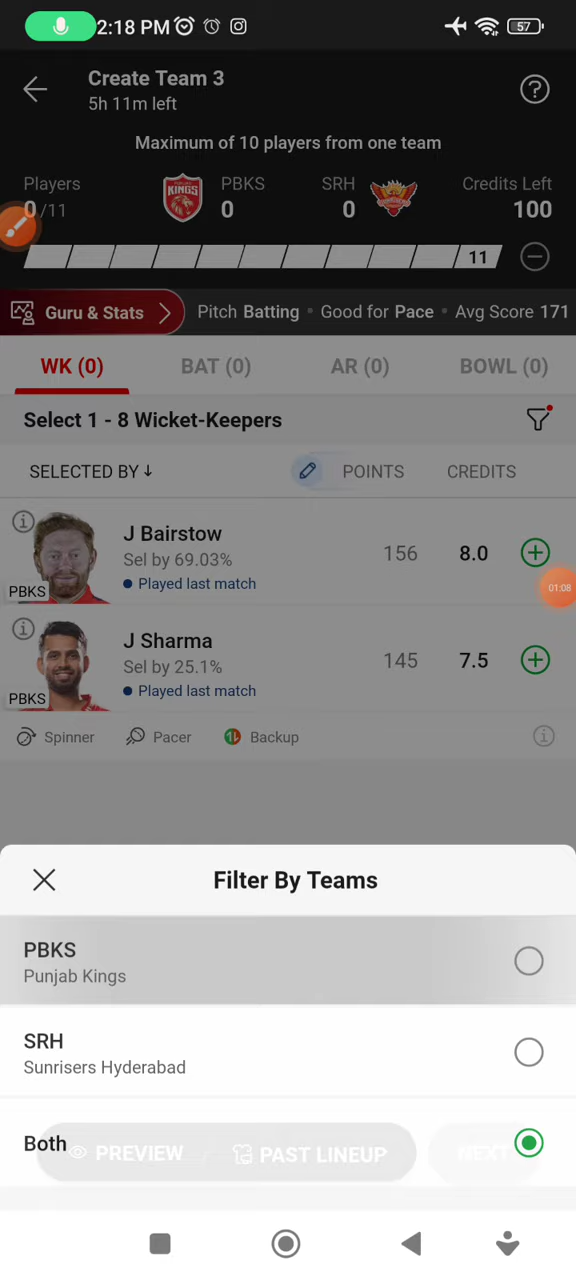 2:18 PM
57
Create Team 3
5h 11m left
Maximum of 10 players from one team
Players
0/11
KINGS
PBKS
0
SRH
0
Credits Left
100
11
Guru & Stats
Pitch Batting • Good for Pace • Avg Score 171
WK (0)
BAT (0)
AR (0)
BOWL (0)
Select 1 - 8 Wicket-Keepers
SELECTED BY ↓
POINTS
CREDITS
J Bairstow
Sel by 69.03%
Played last match
PBKS
156
8.0
01:08
J Sharma
Sel by 25.1%
Played last match
PBKS
145
7.5
Spinner
Pacer
Backup
Filter By Teams
PBKS
Punjab Kings
SRH
Sunrisers Hyderabad
Both
PREVIEW
PAST LINEUP
NEXT